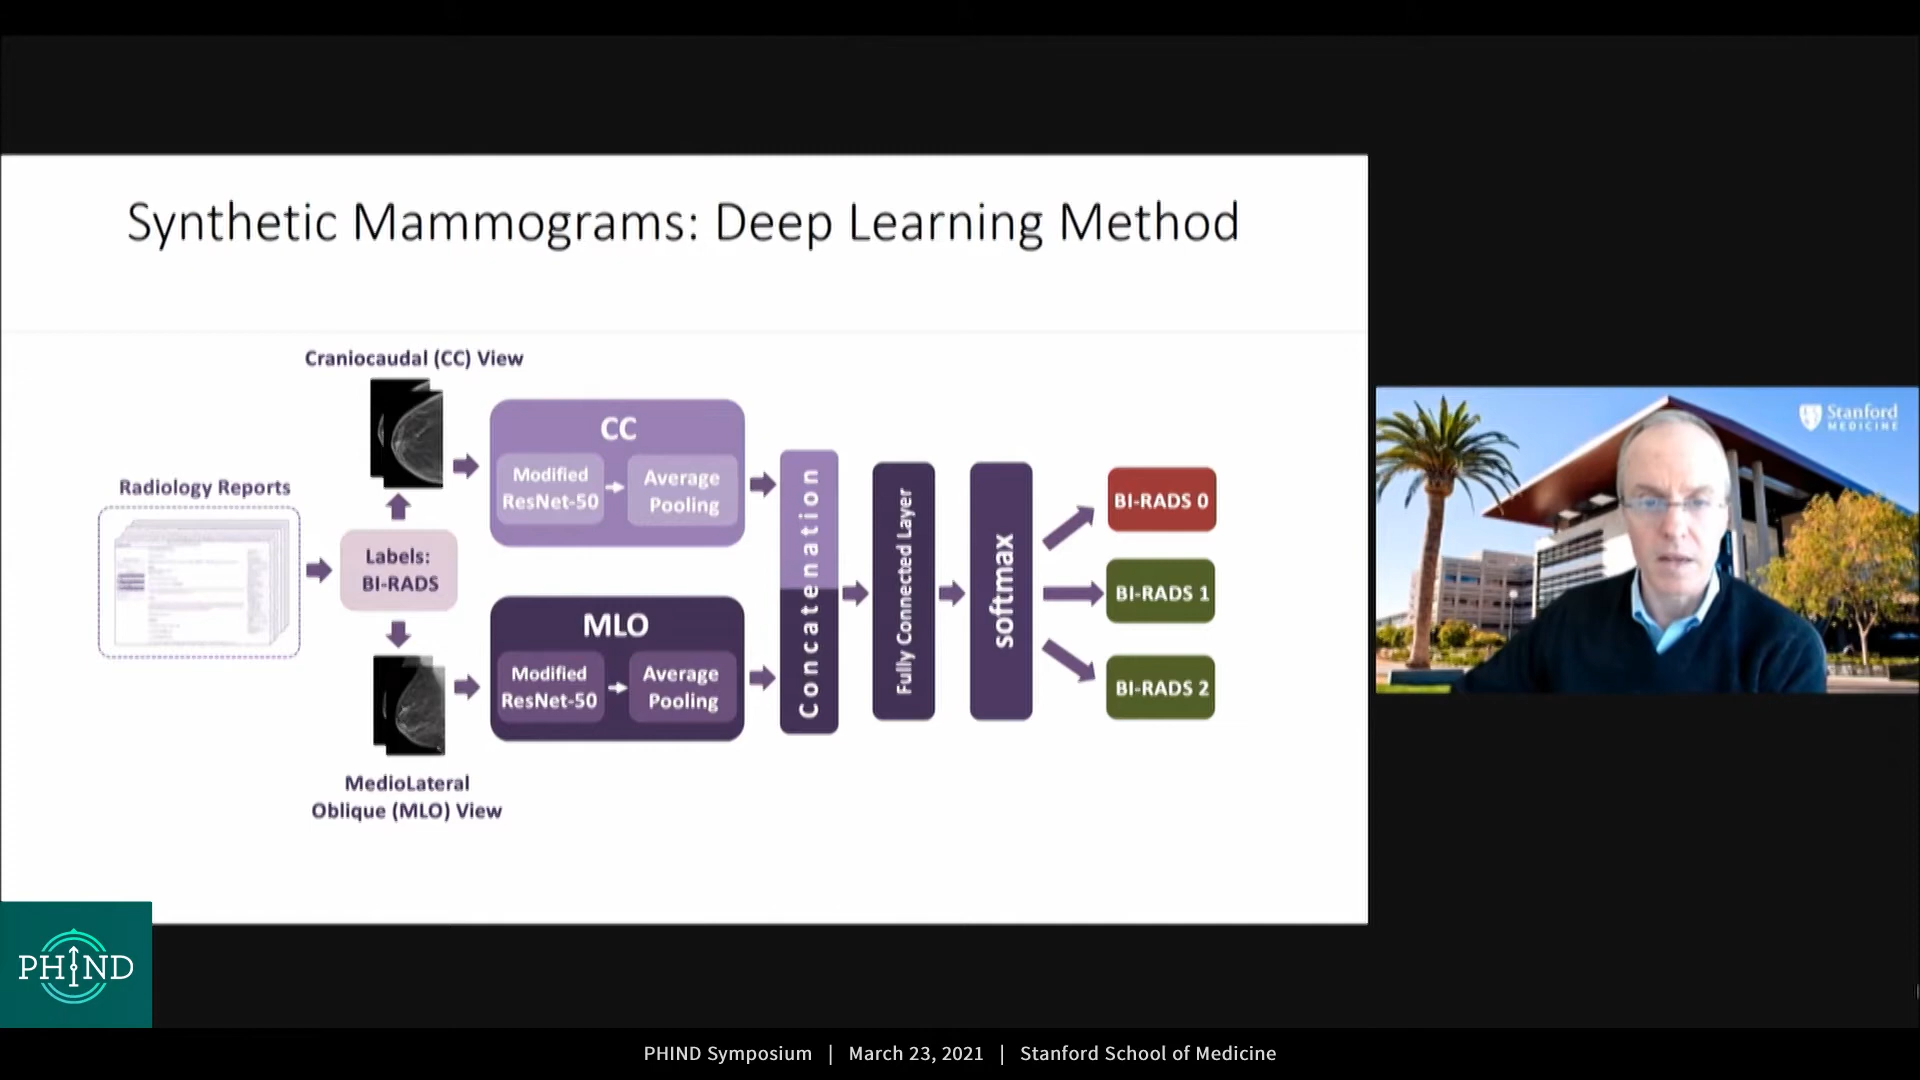 Synthetic Mammograms: Deep Learning Method
Craniocaudal (CC) View
Radiology Reports
Labels:
BI-RADS
MedioLateral
Oblique (MLO) View
CC
Modified
ResNet-50
Average
Pooling
MLO
Modified
ResNet-50
Average
Pooling
Concatenation
Fully Connected Layer
softmax
BI-RADS 0
BI-RADS 1
BI-RADS 2
Stanford
MEDICINE
PHIND
PHIND Symposium | March 23, 2021 | Stanford School of Medicine